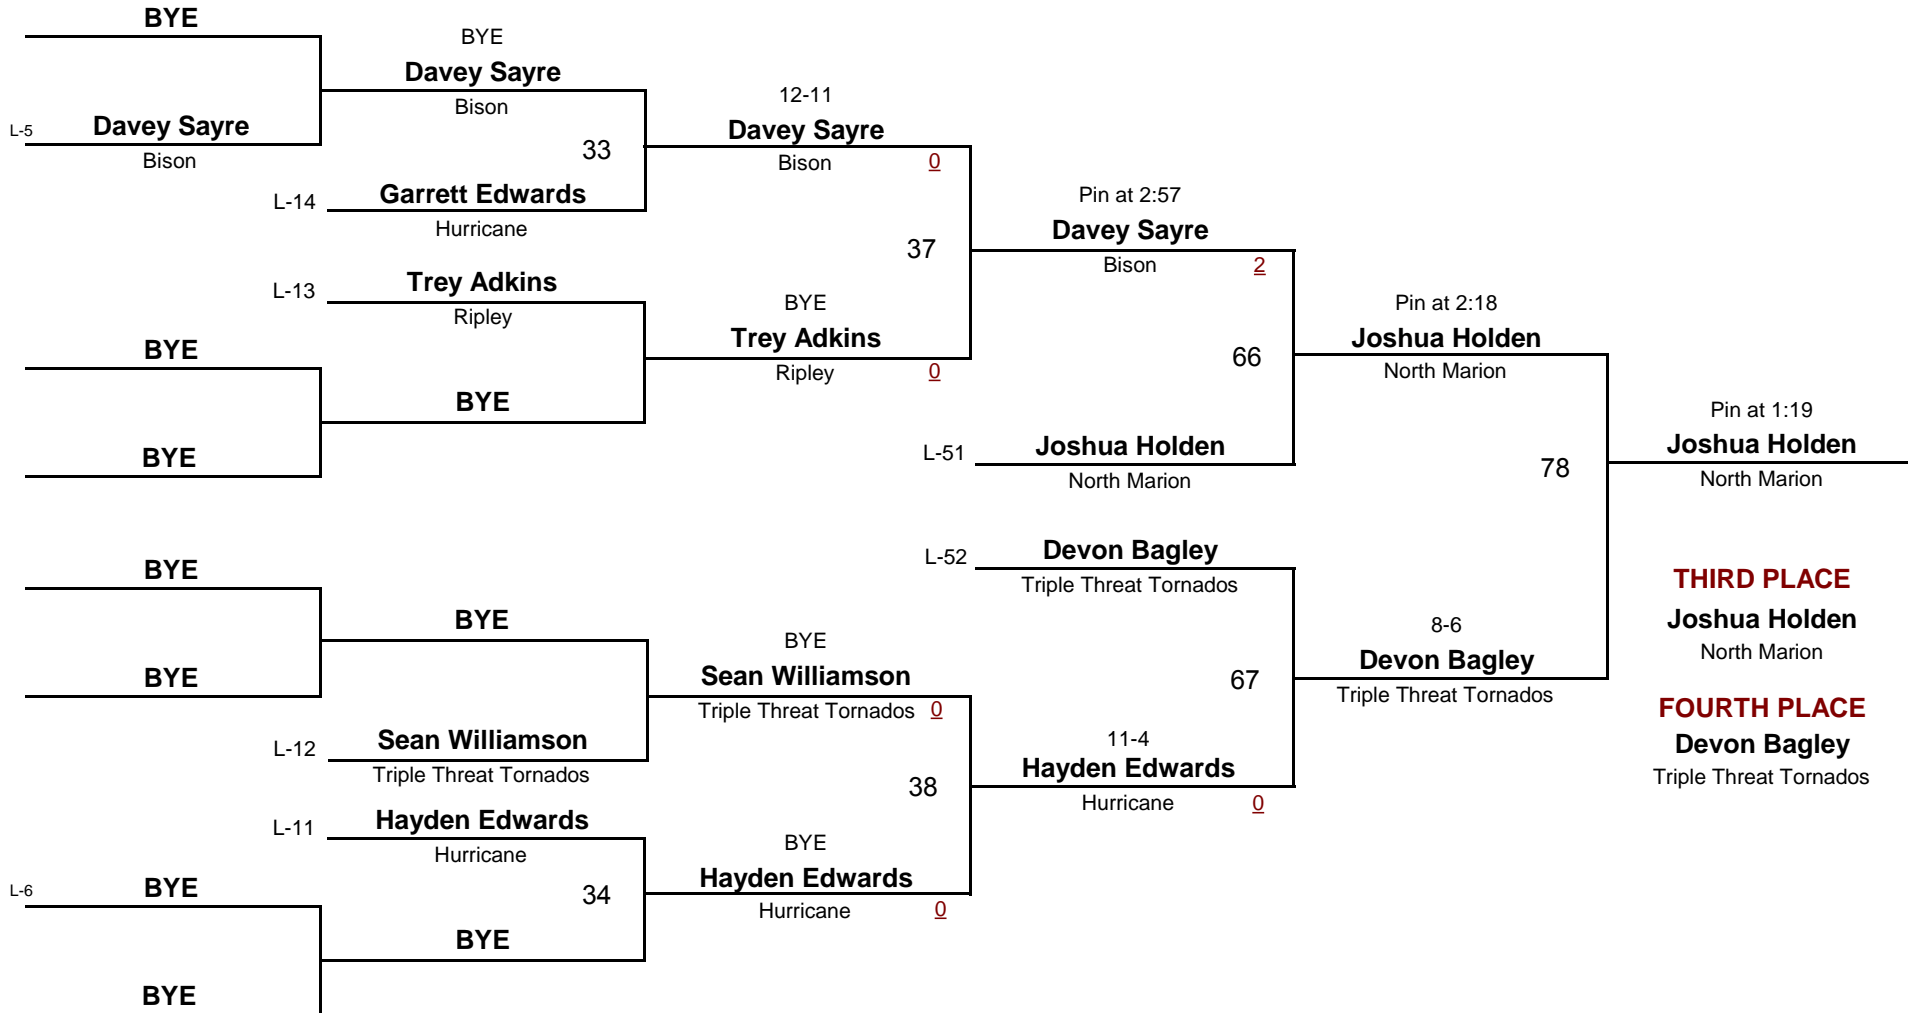 BYE
BYE
Davey Sayre
Bison
12-11
L-5
Davey Sayre
Bison
33
Davey Sayre
Bison
0
L-14
Garrett Edwards
Hurricane
Pin at 2:57
Davey Sayre
Bison
2
37
L-13
Trey Adkins
Ripley
BYE
Trey Adkins
Ripley
0
Pin at 2:18
Joshua Holden
North Marion
BYE
66
BYE
BYE
L-51
Joshua Holden
North Marion
78
Pin at 1:19
Joshua Holden
North Marion
L-52
Devon Bagley
Triple Threat Tornados
BYE
THIRD PLACE
Joshua Holden
North Marion
BYE
BYE
BYE
Sean Williamson
Triple Threat Tornados
0
67
8-6
Devon Bagley
Triple Threat Tornados
FOURTH PLACE
Devon Bagley
Triple Threat Tornados
L-12
Sean Williamson
Triple Threat Tornados
38
11-4
Hayden Edwards
Hurricane
0
L-11
Hayden Edwards
Hurricane
BYE
Hayden Edwards
Hurricane
0
L-6
BYE
34
BYE
BYE